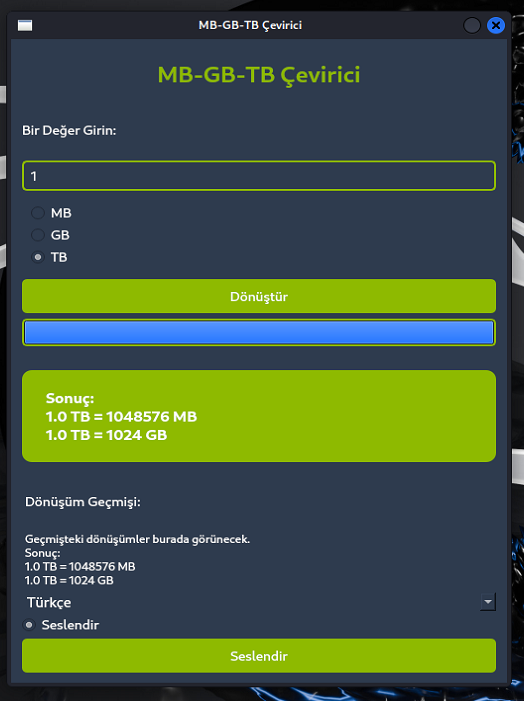 MB-GB-TB Çevirici
MB-GB-TB Çevirici
Bir Değer Girin:
1
MB
GB
TB
Dönüştür
Sonuç:
1.0 TB = 1048576 MB
1.0 TB = 1024 GB
Dönüşüm Geçmişi:
Geçmişteki dönüşümler burada görünecek.
Sonuç:
1.0 TB = 1048576 MB
1.0 TB = 1024 GB
Türkçe
Seslendir
Seslendir